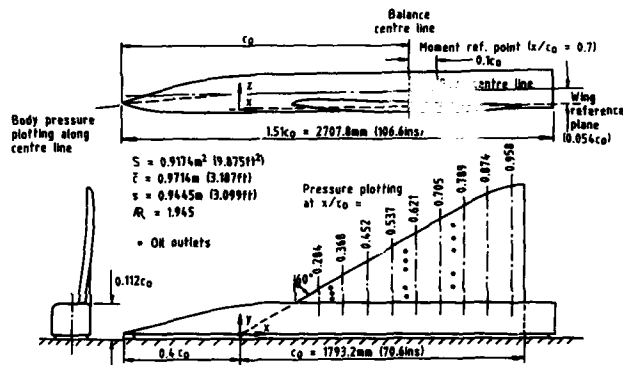 Balance
centre line
c₀
Moment ref. point (x/c₀ = 0.7)
0.1c₀
centre line
z
x
Body pressure
plotting along
centre line
Wing
reference
plane
(0.054c₀)
1.51c₀ = 2707.8mm (106.6ins)
S = 0.9174m² (9.875ft²)
c̄ = 0.9714m (3.187ft)
s = 0.9445m (3.099ft)
AR = 1.945
Pressure plotting
at x/c₀ =
0.284
0.368
0.452
0.537
0.621
0.705
0.789
0.874
0.958
60°
0.112c₀
y
x
0.4c₀
c₀ = 1793.2mm (70.6ins)